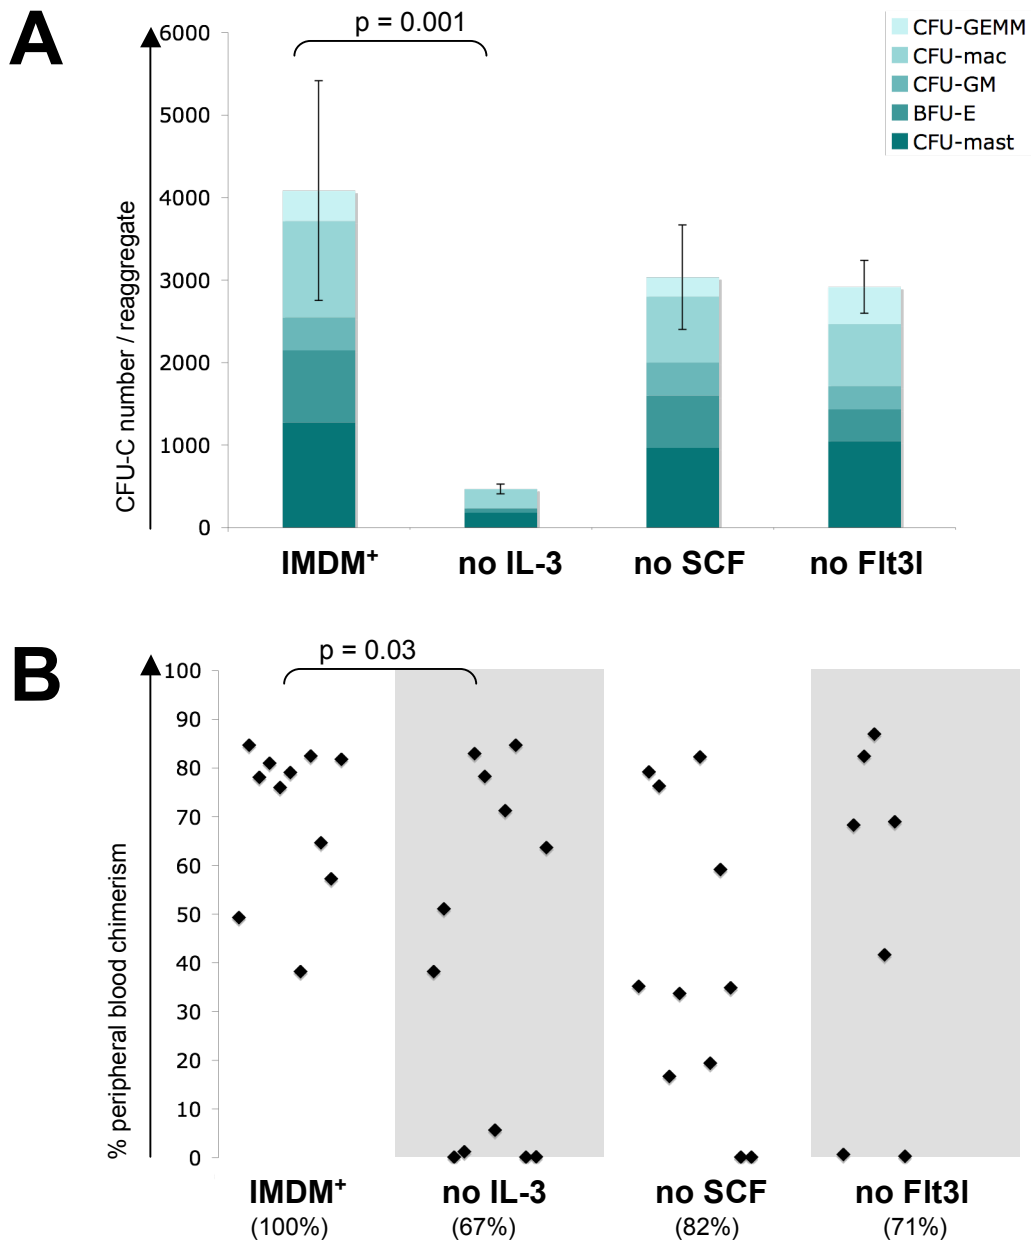 A
p = 0.001
CFU-GEMM
CFU-mac
CFU-GM
BFU-E
CFU-mast
CFU-C number / reaggregate
6000
5000
4000
3000
2000
1000
0
IMDM+ no IL-3 no SCF no Flt3l
B
p = 0.03
% peripheral blood chimerism
100
90
80
70
60
50
40
30
20
10
0
IMDM+ no IL-3 no SCF no Flt3l
(100%) (67%) (82%) (71%)